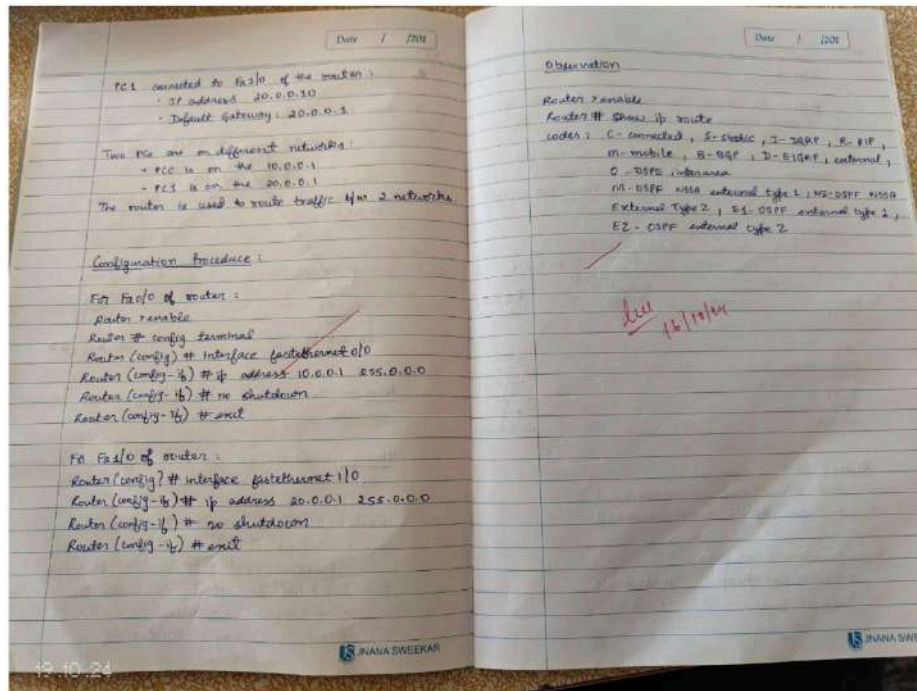 Date / /201
PC1 connected to Fa1/0 of the router :
· IP address 20.0.0.10
· Default Gateway : 20.0.0.1
Two PCs are on different networks :
→ PC0 is on the 10.0.0.1
- PC1 is on the 20.0.0.1
The router is used to route traffic b/w 2 networks.
Configuration Procedure :
For Fa0/0 of router :
Router > enable
Router # config terminal
Router (config) # interface fastethernet 0/0
Router (config-if) # ip address 10.0.0.1 255.0.0.0
Router (config-if) # no shutdown
Router (config-if) # exit
For Fa1/0 of router :
Router (config) # interface fastethernet 1/0
Router (config-if) # ip address 20.0.0.1 255.0.0.0
Router (config-if) # no shutdown
Router (config-if) # exit
JNANA SWEEKAR
19.10.24
Date / /201
Observation
Router > enable
Router # show ip route
codes : C - connected, S - static, I - IGRP, R - RIP,
m - mobile, B - BGP, D - EIGRP, external,
O - OSPF, inter area
N1 - OSPF NSSA external type 1, N2 - OSPF NSSA
External Type 2, E1 - OSPF external type 1,
E2 - OSPF external type 2
16/10/24
JNANA SWE